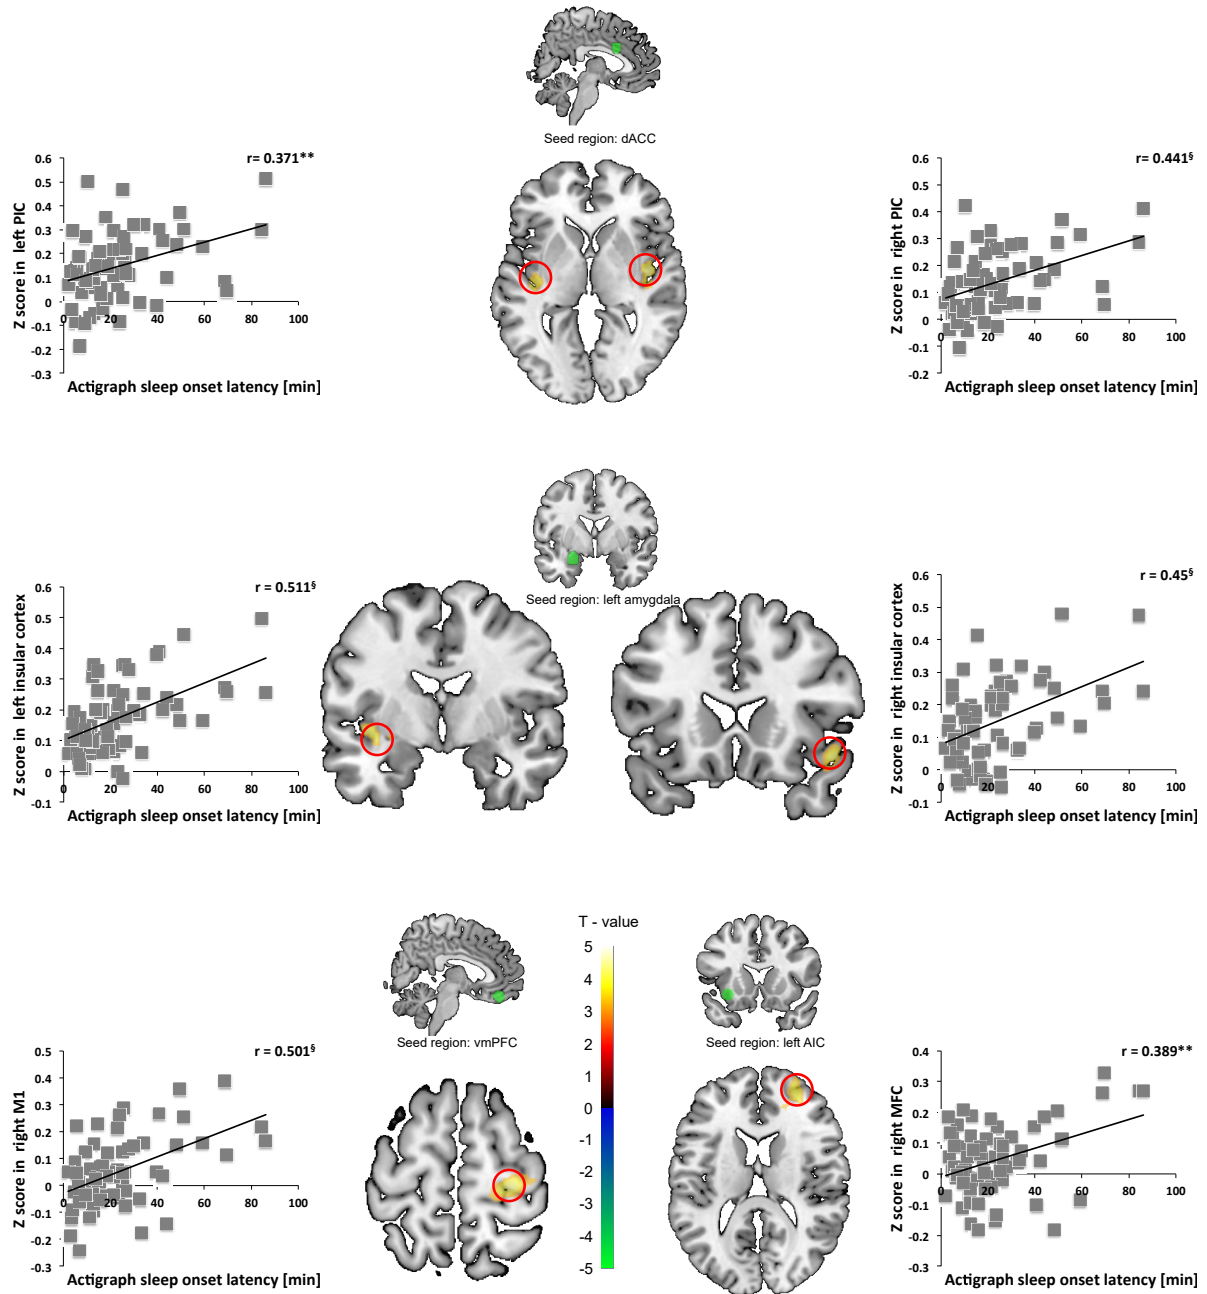 Seed region: dACC
r= 0.371**
Z score in left PIC
0.6
0.5
0.4
0.3
0.2
0.1
0
-0.1
-0.2
-0.3
0 20 40 60 80 100
Actigraph sleep onset latency [min]
r= 0.441§
Z score in right PIC
0.6
0.5
0.4
0.3
0.2
0.1
0
-0.1
-0.2
0 20 40 60 80 100
Actigraph sleep onset latency [min]
Seed region: left amygdala
r = 0.511§
Z score in left insular cortex
0.6
0.5
0.4
0.3
0.2
0.1
0
-0.1
0 20 40 60 80 100
Actigraph sleep onset latency [min]
r = 0.45§
Z score in right insular cortex
0.6
0.5
0.4
0.3
0.2
0.1
0
-0.1
0 20 40 60 80 100
Actigraph sleep onset latency [min]
Seed region: vmPFC
T - value
5
4
3
2
1
0
-1
-2
-3
-4
-5
Seed region: left AIC
r = 0.501§
Z score in right M1
0.5
0.4
0.3
0.2
0.1
0
-0.1
-0.2
-0.3
0 20 40 60 80 100
Actigraph sleep onset latency [min]
r = 0.389**
Z score in right MFC
0.4
0.3
0.2
0.1
0
-0.1
-0.2
-0.3
0 20 40 60 80 100
Actigraph sleep onset latency [min]